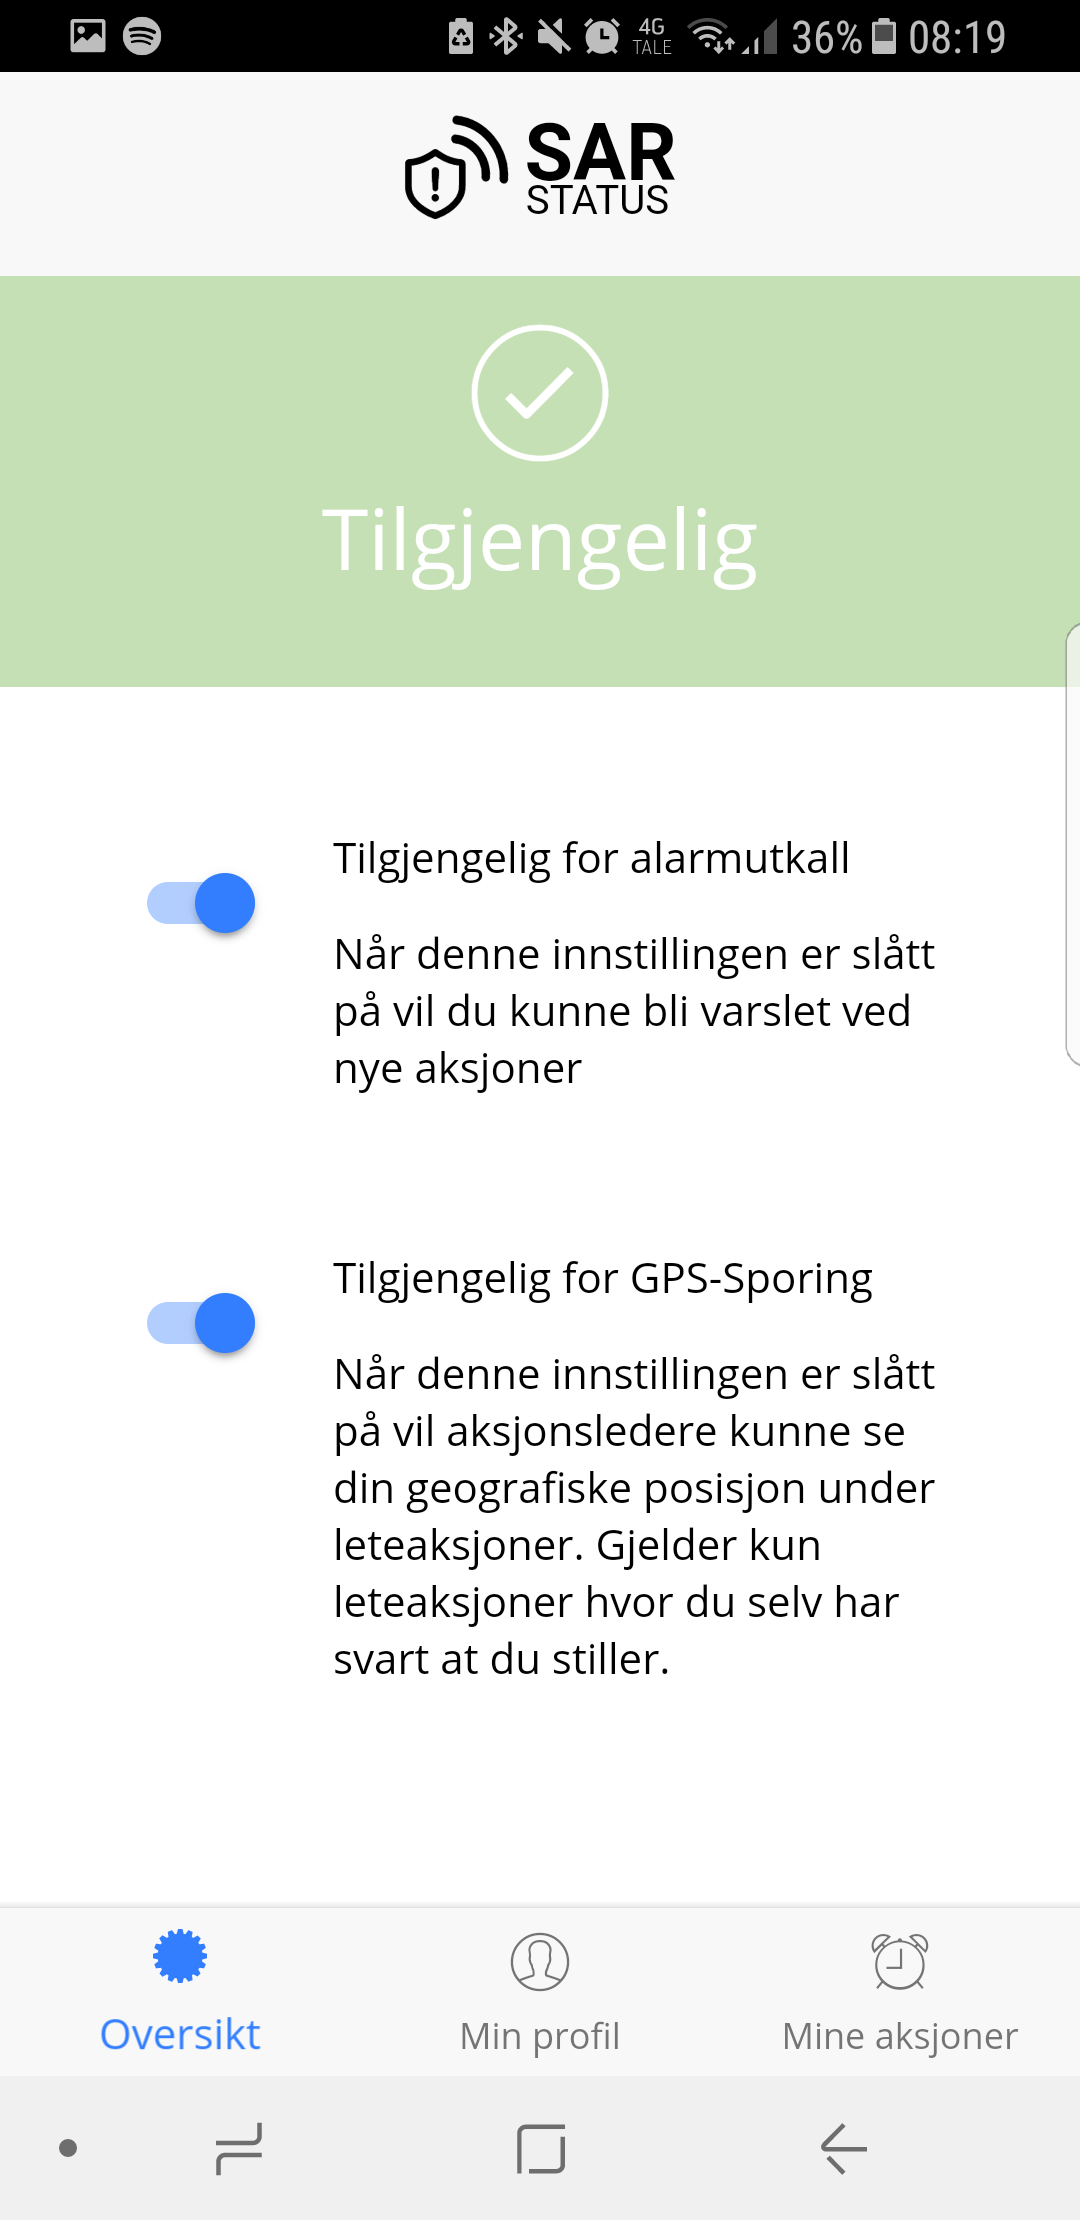 4G
TALE
36%
08:19
SAR
STATUS
Tilgjengelig
Tilgjengelig for alarmutkall
Når denne innstillingen er slått
på vil du kunne bli varslet ved
nye aksjoner
Tilgjengelig for GPS-Sporing
Når denne innstillingen er slått
på vil aksjonsledere kunne se
din geografiske posisjon under
leteaksjoner. Gjelder kun
leteaksjoner hvor du selv har
svart at du stiller.
Oversikt
Min profil
Mine aksjoner